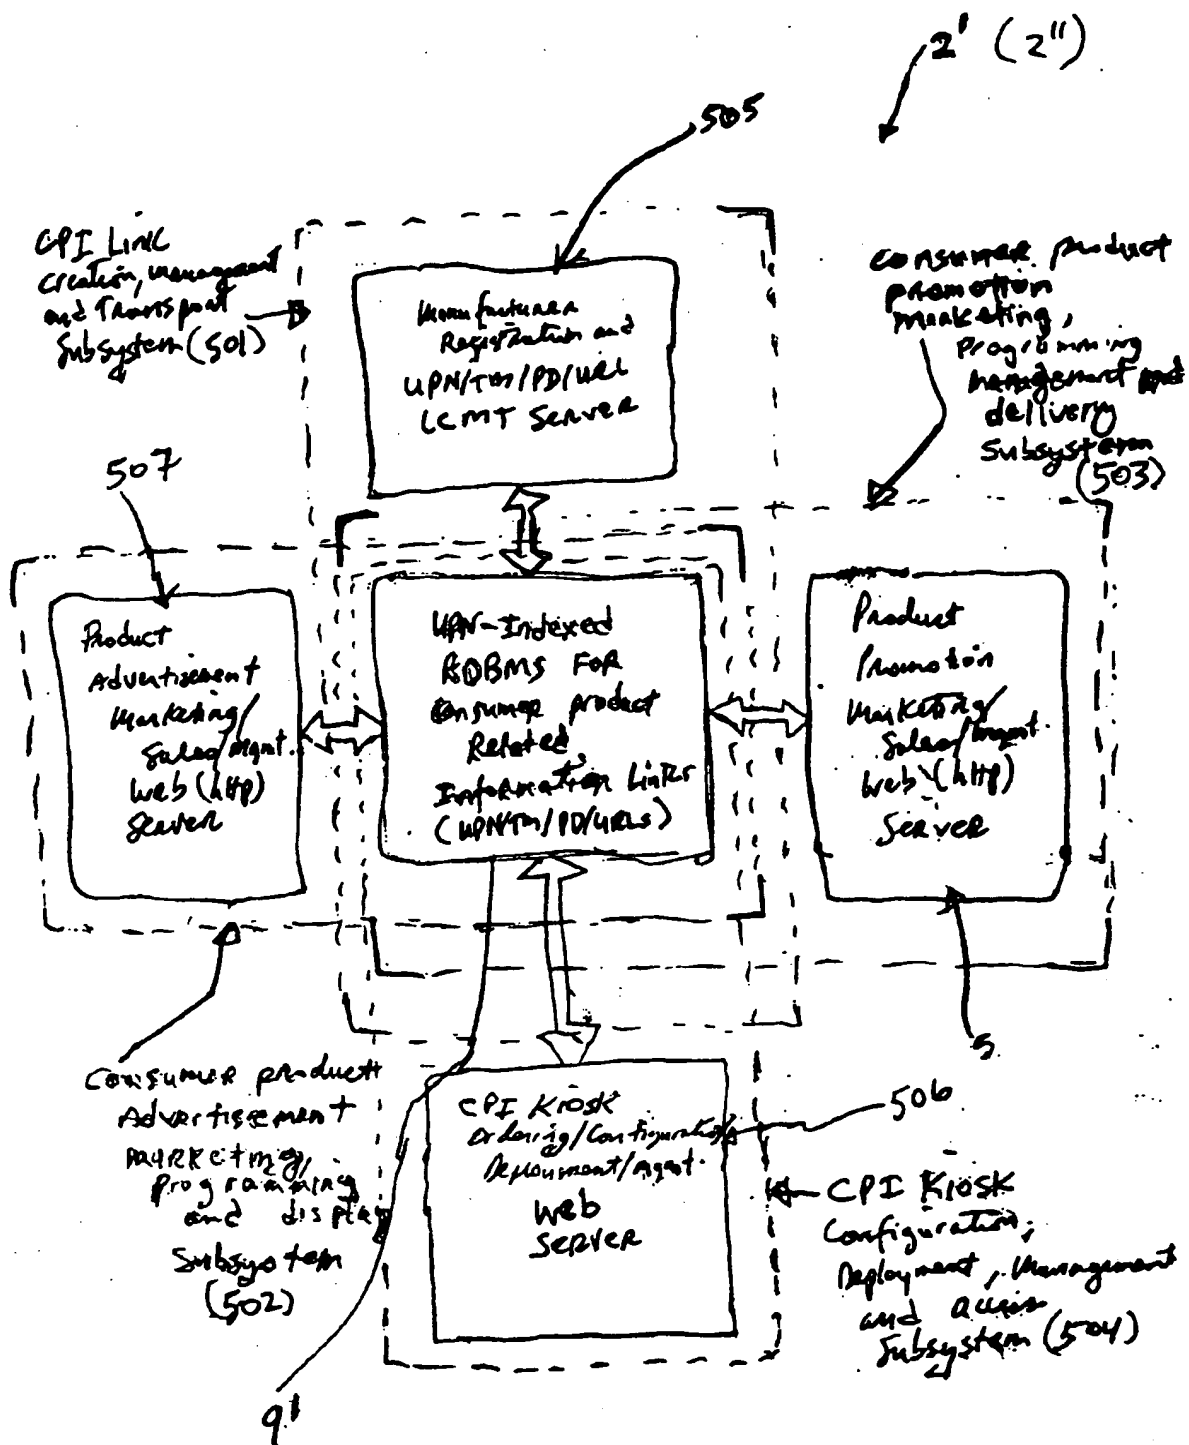 2' (2")
505
CPI Link
Creation, management
and Transport
Subsystem (501)
Manufacturer
Registration and
UPN/TM/PD/URL
LCMT Server
Consumer product
promotion
marketing,
Programming
management and
delivery
Subsystem
(503)
507
Product
Advertisement
Marketing/
Sales/mgmt.
Web (http)
Server
UPN-Indexed
RDBMS FOR
Consumer product
Related
Information Links
(UPN/TM/PD/URLs)
Product
Promotion
Marketing/
Sales/mgmt
Web (http)
Server
5
Consumer product
Advertisement
marketing,
programming
and display
Subsystem
(502)
CPI Kiosk
Ordering/Configuration/
Deployment/Mgmt.
Web
Server
506
CPI Kiosk
Configuration,
Deployment, Management
and access
Subsystem (504)
9'